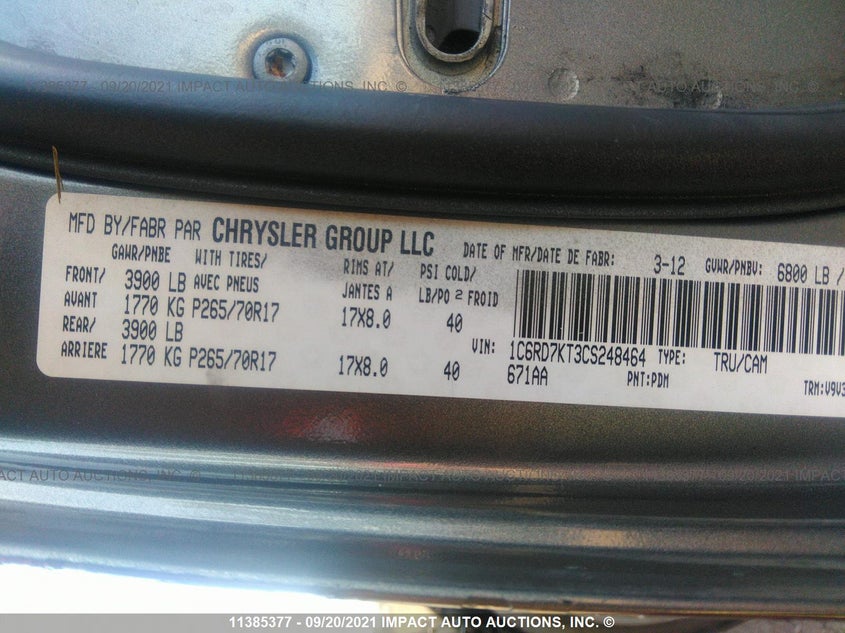 MFD BY/FABR PAR CHRYSLER GROUP LLC DATE OF MFR/DATE DE FABR: 3-12 GVWR/PNBV: 6800 LB /
GAWR/PNBE WITH TIRES/ RIMS AT/ PSI COLD/
FRONT/ 3900 LB AVEC PNEUS JANTES A LB/PO 2 FROID
AVANT 1770 KG P265/70R17 17X8.0 40
REAR/ 3900 LB VIN: 1C6RD7KT3CS248464 TYPE: TRU/CAM
ARRIERE 1770 KG P265/70R17 17X8.0 40 671AA PNT:PDM TRM:V9V3
11385377 - 09/20/2021 IMPACT AUTO AUCTIONS, INC. ©